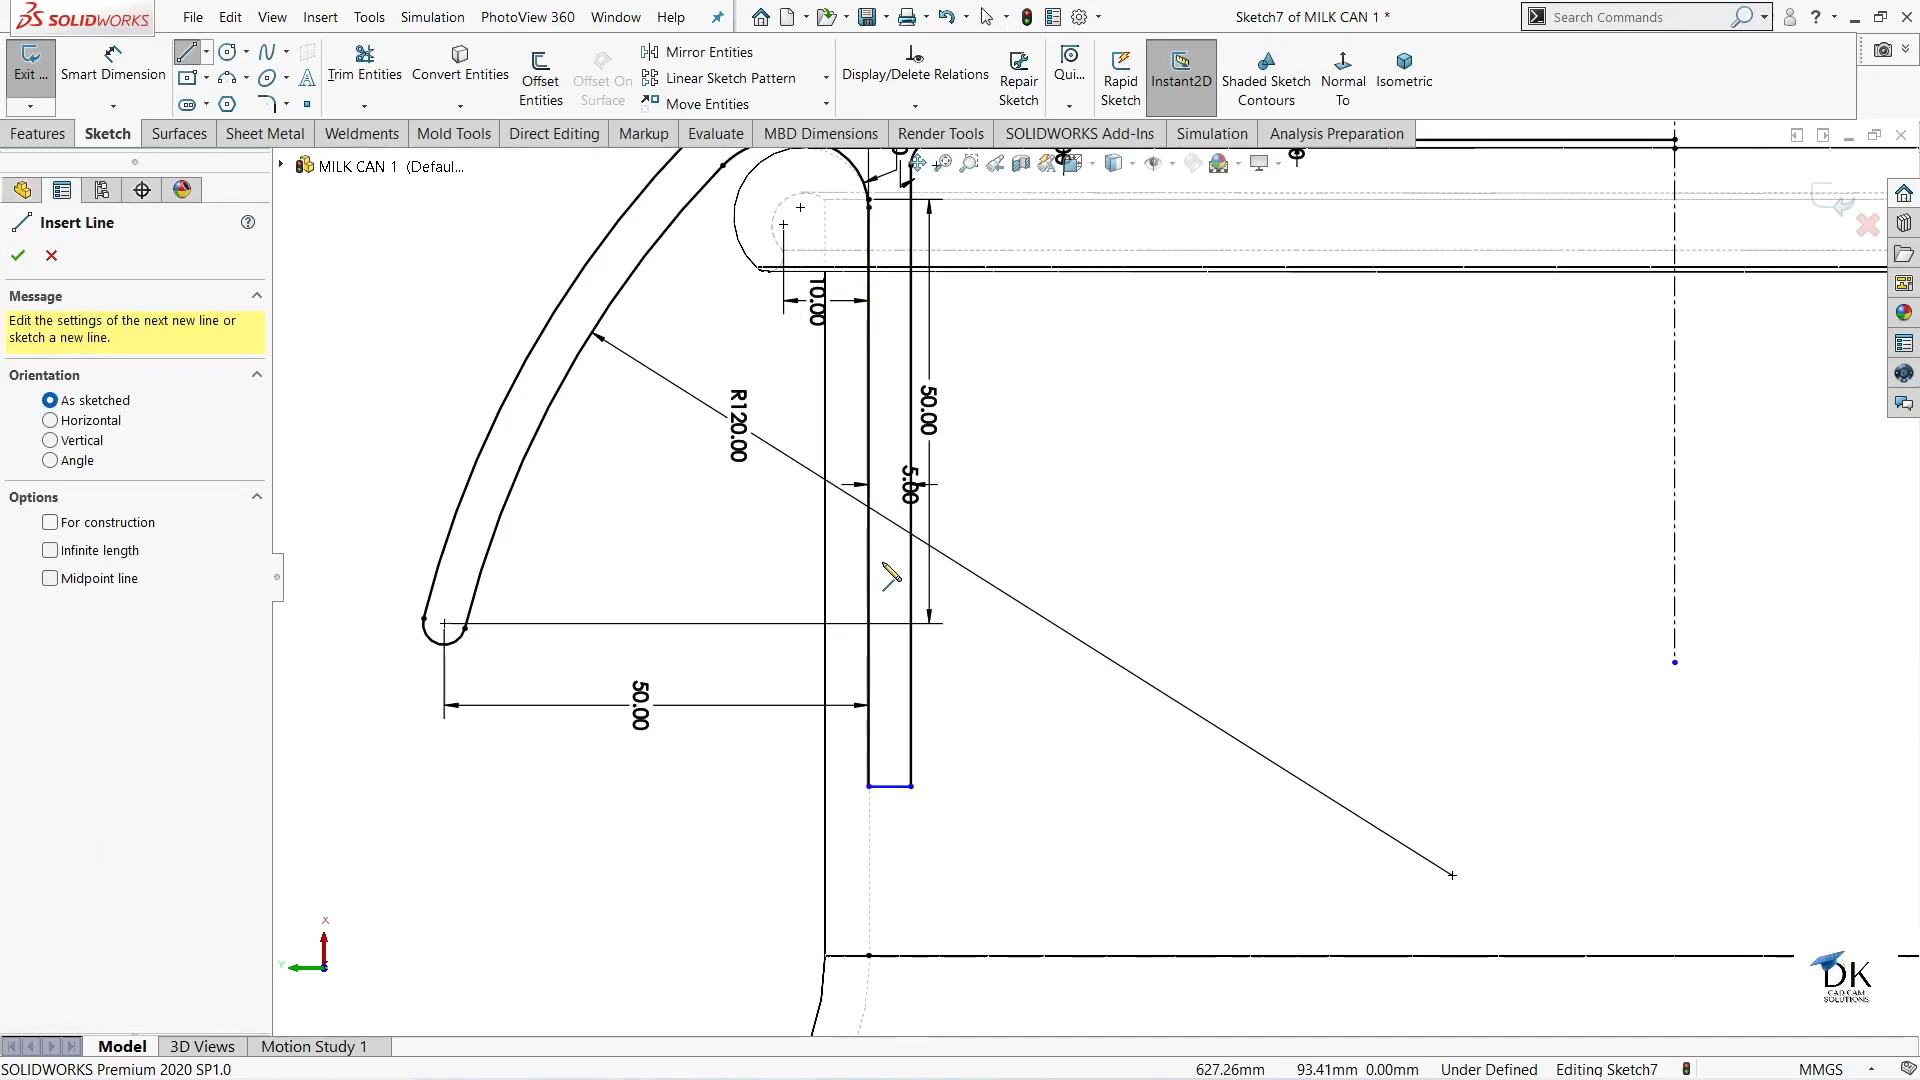 SOLIDWORKS
File Edit View Insert Tools Simulation PhotoView 360 Window Help
Sketch7 of MILK CAN 1 *
Search Commands
Exit ...
Smart Dimension
Trim Entities
Convert Entities
Offset Entities
Offset On Surface
Mirror Entities
Linear Sketch Pattern
Move Entities
Display/Delete Relations
Repair Sketch
Qui...
Rapid Sketch
Instant2D
Shaded Sketch Contours
Normal To
Isometric
Features Sketch Surfaces Sheet Metal Weldments Mold Tools Direct Editing Markup Evaluate MBD Dimensions Render Tools SOLIDWORKS Add-Ins Simulation Analysis Preparation
MILK CAN 1 (Defaul...
Insert Line
Message
Edit the settings of the next new line or
sketch a new line.
Orientation
As sketched
Horizontal
Vertical
Angle
Options
For construction
Infinite length
Midpoint line
10.00
R120.00
50.00
5.00
50.00
X
Y
DK
CAD CAM
SOLUTIONS
Model 3D Views Motion Study 1
SOLIDWORKS Premium 2020 SP1.0
627.26mm 93.41mm 0.00mm Under Defined Editing Sketch7 MMGS